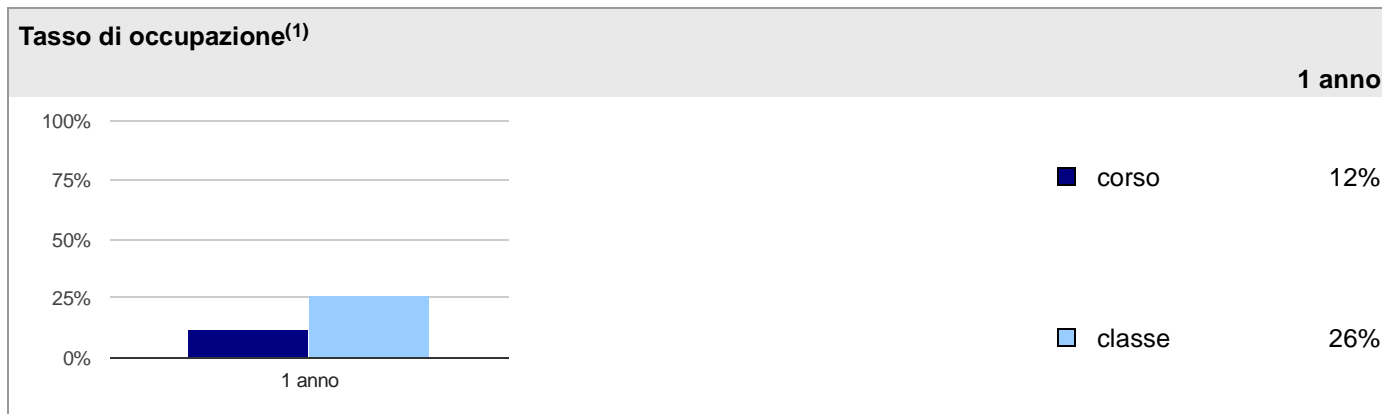 Tasso di occupazione(1)
1 anno
100%
75%
50%
25%
0%
1 anno
corso 12%
classe 26%